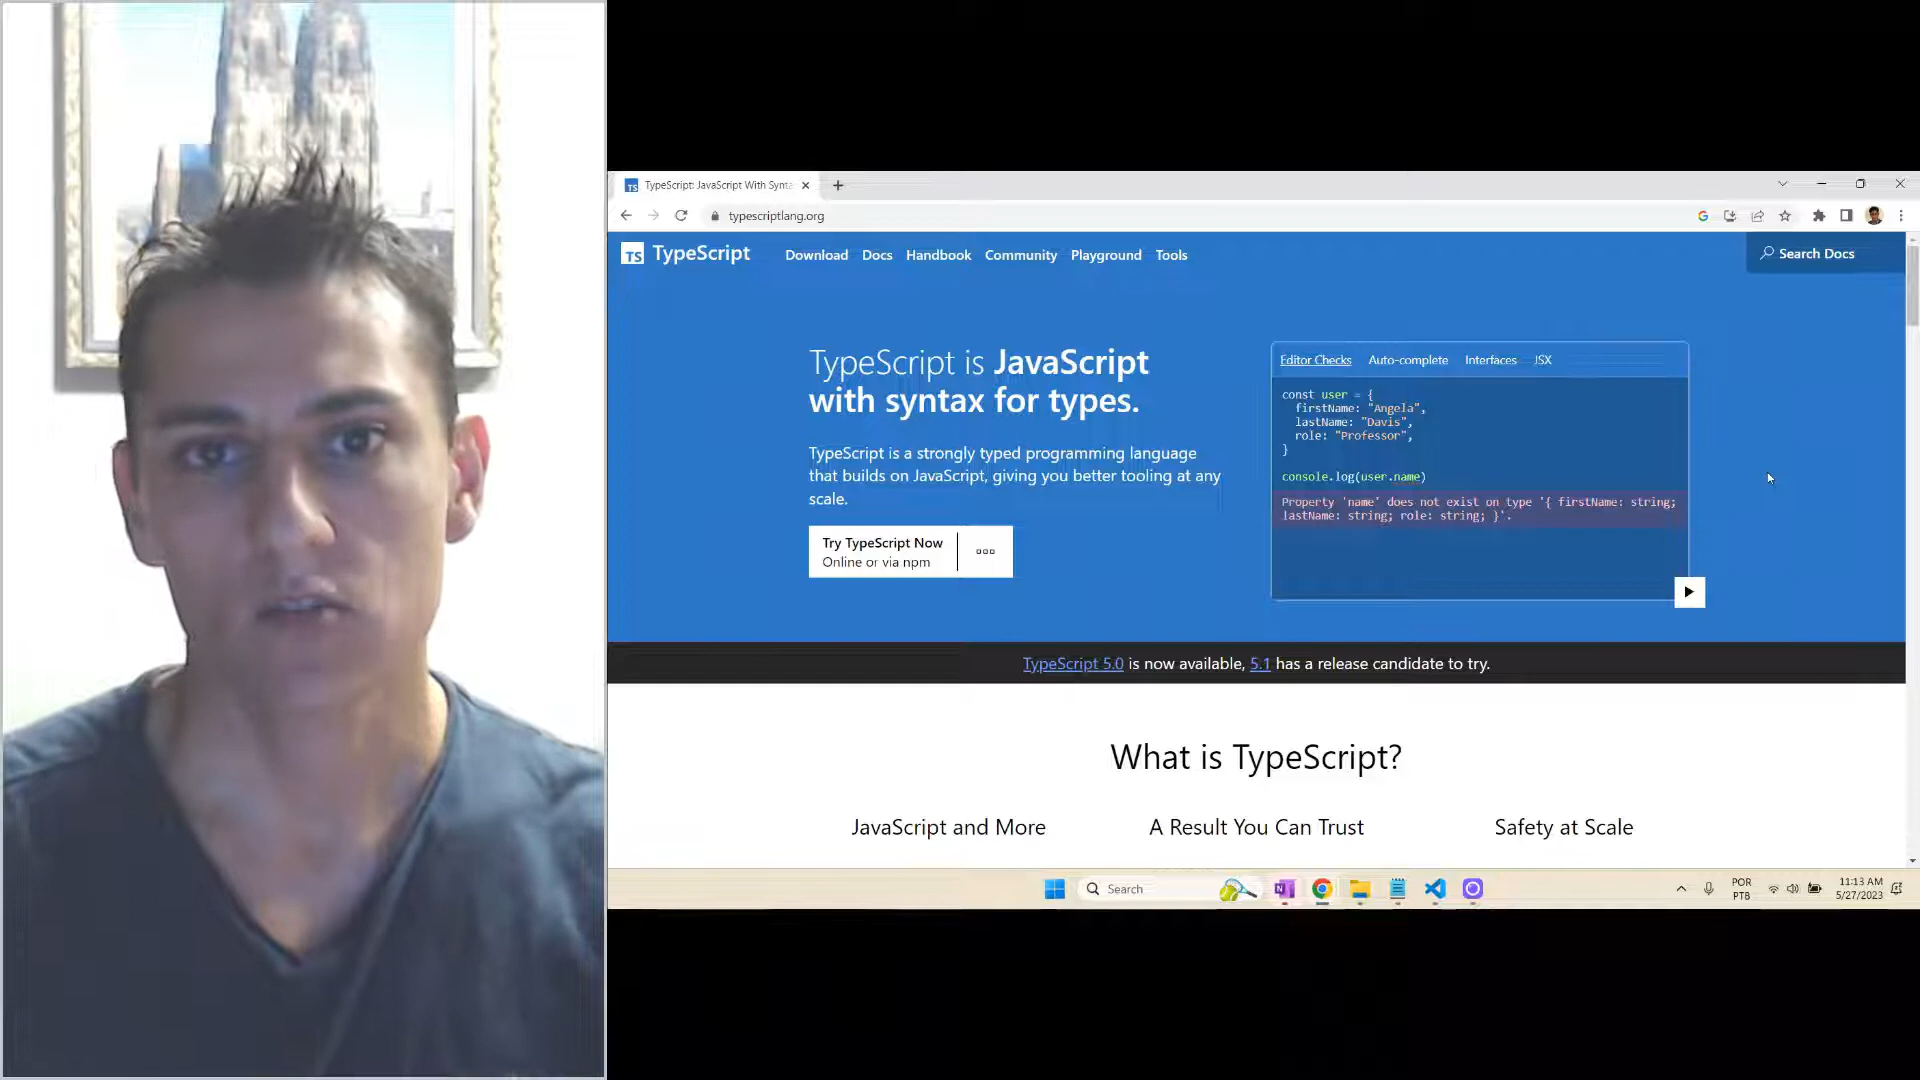 TS TypeScript: JavaScript With Synta
typescriptlang.org
TS TypeScript Download Docs Handbook Community Playground Tools Search Docs
TypeScript is JavaScript
with syntax for types.
TypeScript is a strongly typed programming language
that builds on JavaScript, giving you better tooling at any
scale.
Try TypeScript Now
Online or via npm
Editor Checks Auto-complete Interfaces JSX
const user = {
firstName: "Angela",
lastName: "Davis",
role: "Professor",
}
console.log(user.name)
Property 'name' does not exist on type '{ firstName: string;
lastName: string; role: string; }'.
TypeScript 5.0 is now available, 5.1 has a release candidate to try.
What is TypeScript?
JavaScript and More A Result You Can Trust Safety at Scale
Search
POR
PTB
11:13 AM
5/27/2023